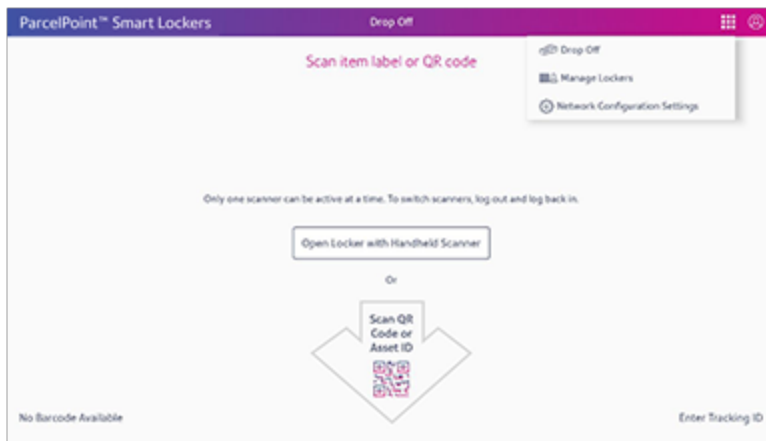 ParcelPoint™ Smart Lockers
Drop Off
Scan item label or QR code
Drop Off
Manage Lockers
Network Configuration Settings
Only one scanner can be active at a time. To switch scanners, log out and log back in.
Open Locker with Handheld Scanner
Or
Scan QR
Code or
Asset ID
No Barcode Available
Enter Tracking ID